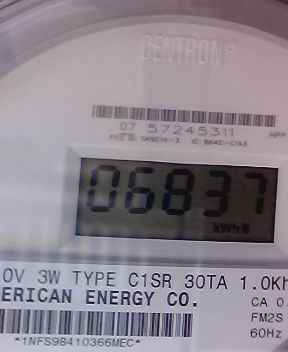 CENTRON®
07 57245311
06837
kWh
0V 3W TYPE C1SR 30TA 1.0Kh
ERICAN ENERGY CO.
CA 0.
FM2S
60Hz
*1NFS98410366MEC*